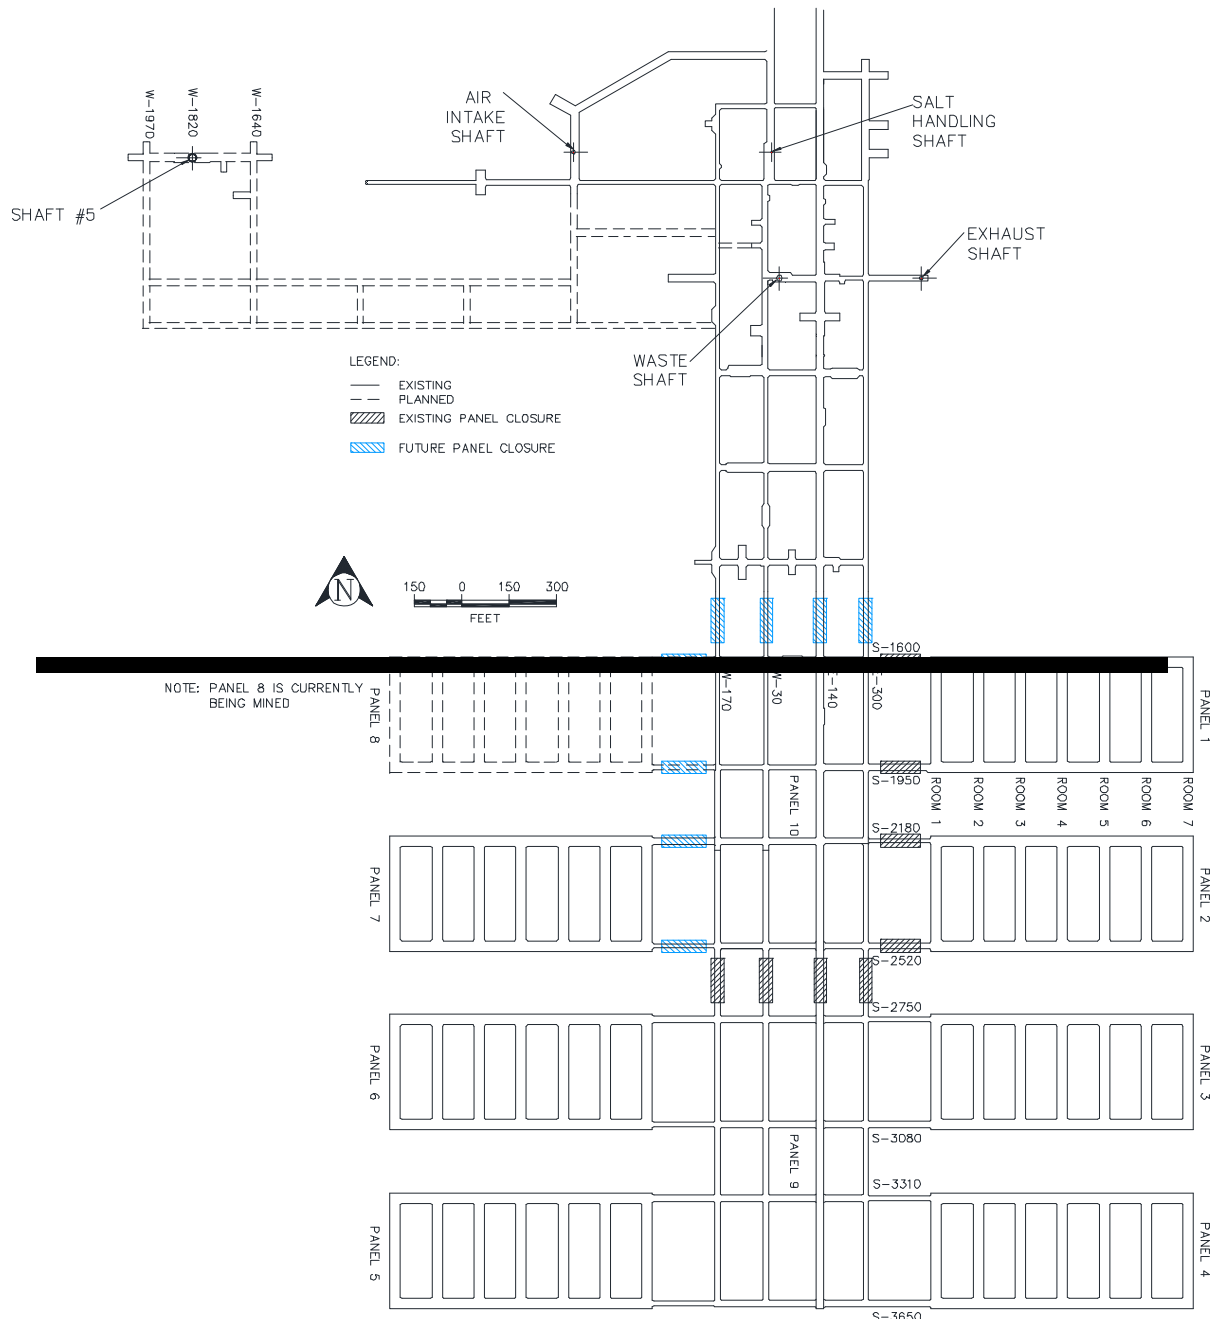 AIR
INTAKE
SHAFT
SALT
HANDLING
SHAFT
W-1970
W-1820
W-1640
SHAFT #5
EXHAUST
SHAFT
WASTE
SHAFT
LEGEND:
EXISTING
PLANNED
EXISTING PANEL CLOSURE
FUTURE PANEL CLOSURE
N
150 0 150 300
FEET
S-1600
NOTE: PANEL 8 IS CURRENTLY
BEING MINED
PANEL 8
W-170
W-30
-140
-300
PANEL 1
S-1950
PANEL 10
ROOM 1
ROOM 2
ROOM 3
ROOM 4
ROOM 5
ROOM 6
ROOM 7
S-2180
PANEL 7
PANEL 2
S-2520
S-2750
PANEL 6
PANEL 3
S-3080
PANEL 9
S-3310
PANEL 5
PANEL 4
S-3650